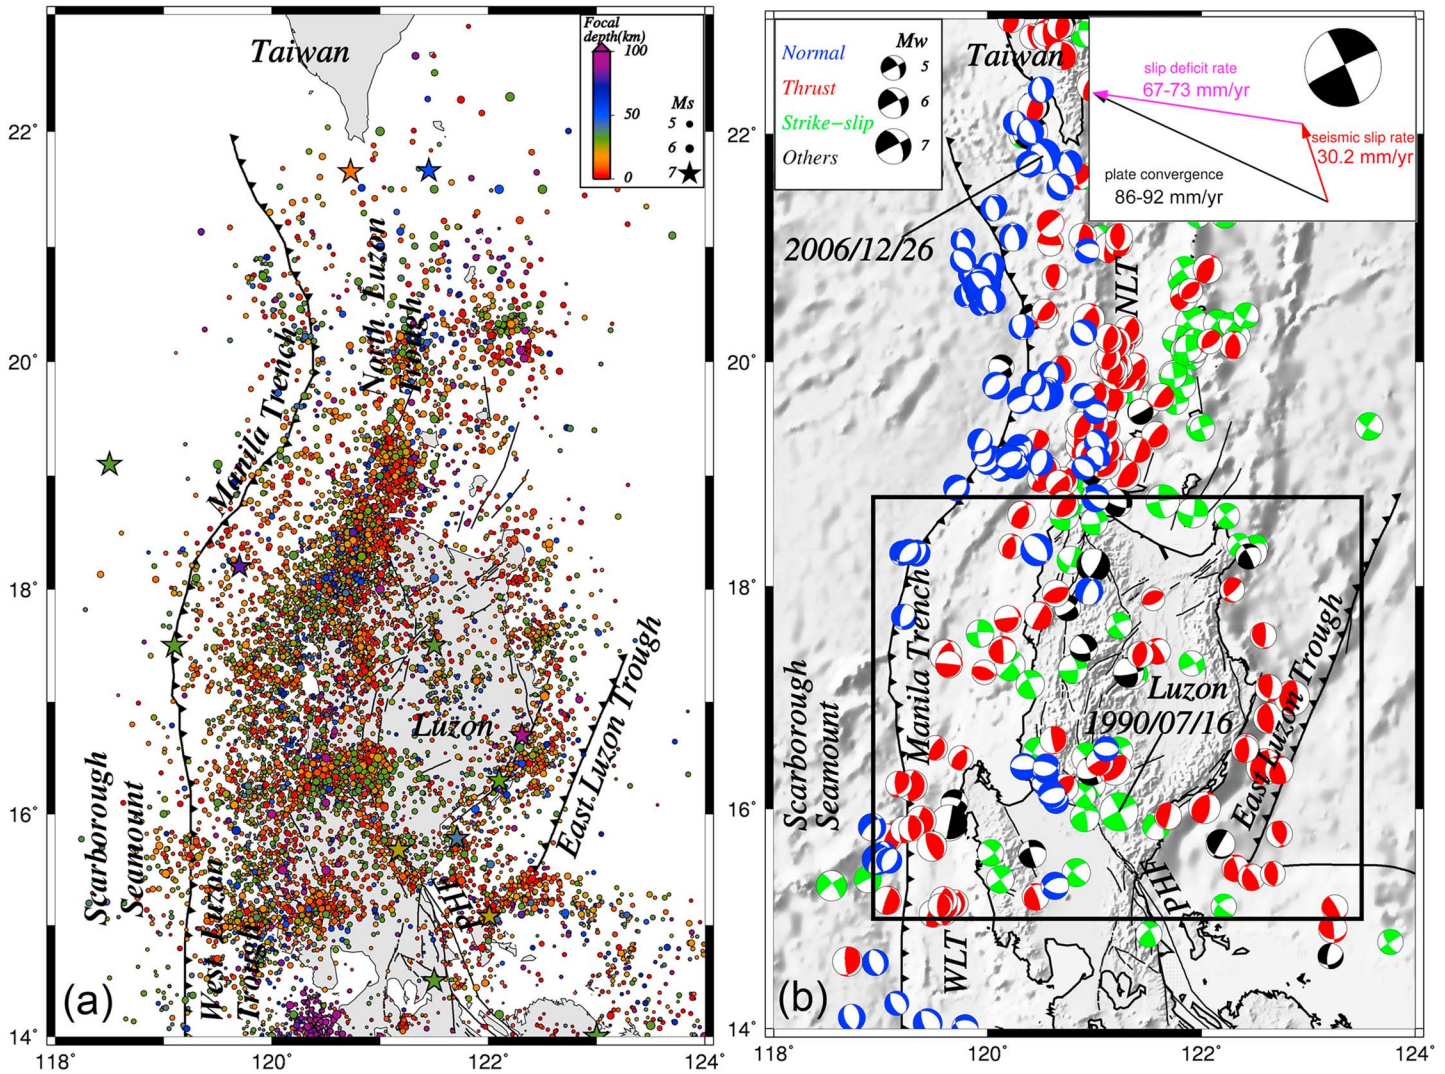 Taiwan
Focal
depth(km)
100
50
0
Ms
5
6
7
22°
20°
18°
16°
14°
North Luzon
Trough
Manila Trench
Luzon
Scarborough
Seamount
East Luzon Trough
West Luzon
Trough
PHF
(a)
118°
120°
122°
124°
Normal
Thrust
Strike-slip
Others
Mw
5
6
7
Taiwan
slip deficit rate
67-73 mm/yr
seismic slip rate
30.2 mm/yr
plate convergence
86-92 mm/yr
2006/12/26
NLT
22°
20°
18°
16°
14°
Manila Trench
Luzon
1990/07/16
Scarborough
Seamount
East Luzon Trough
PHF
WLT
(b)
118°
120°
122°
124°